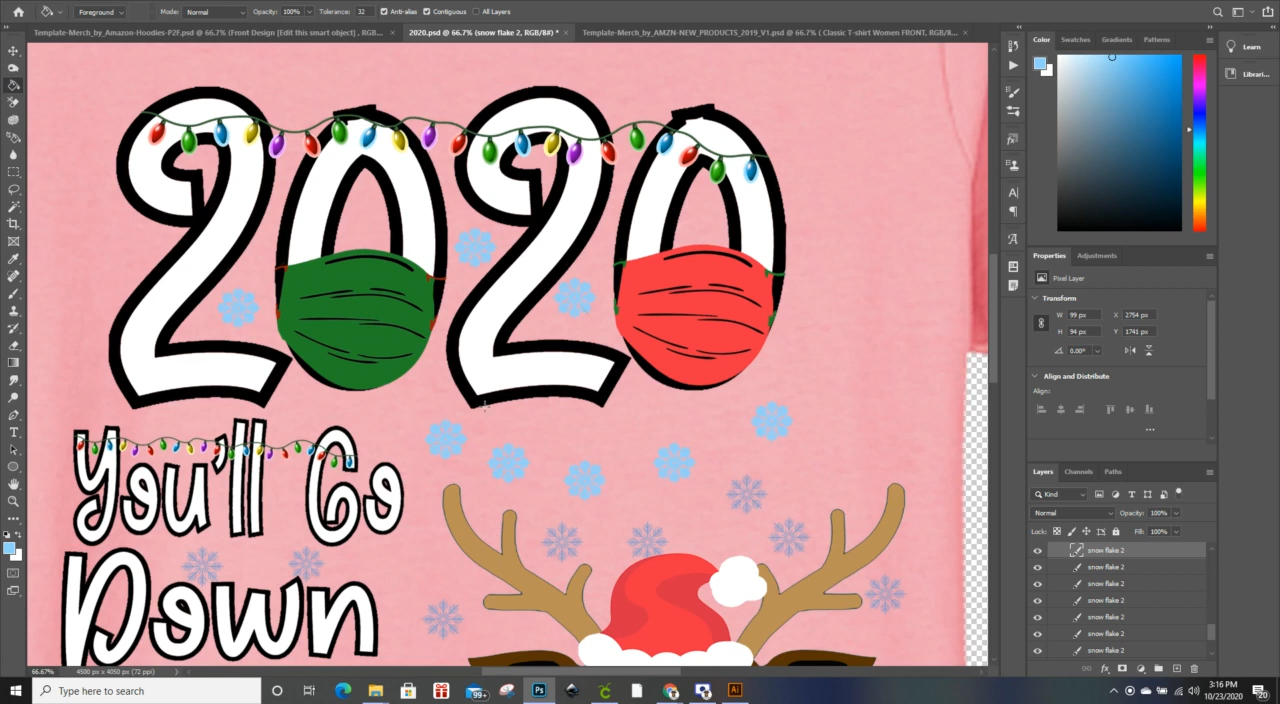 Foreground Mode: Normal Opacity: 100% Tolerance: 32 Anti-alias Contiguous All Layers
Template-Merch_by_Amazon-Hoodies-P2F.psd @ 66.7% (Front Design [Edit this smart object] , RGB... × 2020.psd @ 66.7% (snow flake 2, RGB/8#) * × Template-Merch_by_AMZN-NEW_PRODUCTS_2019_V1.psd @ 66.7% ( Classic T-shirt Women FRONT, RGB/8... ×
Color Swatches Gradients Patterns
Learn
Librari...
2020
You'll Go
Down
Properties Adjustments
Pixel Layer
Transform
W 99 px X 2754 px
H 94 px Y 1741 px
0.00°
Align and Distribute
Align:
Layers Channels Paths
Kind
Normal Opacity: 100%
Lock: Fill: 100%
snow flake 2
snow flake 2
snow flake 2
snow flake 2
snow flake 2
snow flake 2
snow flake 2
66.67% 4500 px x 4050 px (72 ppi)
Type here to search
99+
Ps
Ai
3:16 PM
10/23/2020
20